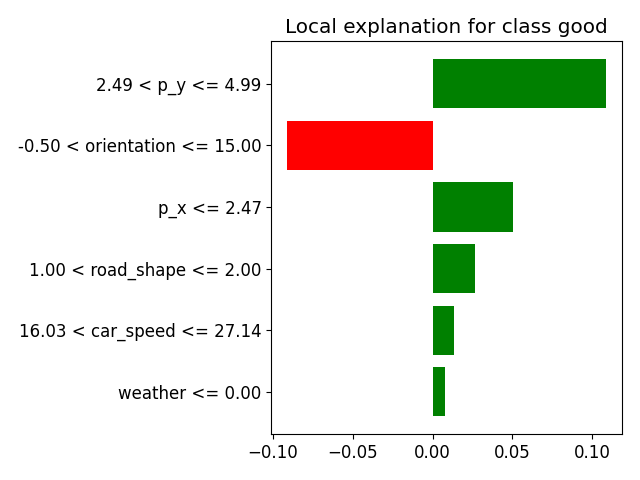 Local explanation for class good
2.49 < p_y <= 4.99
-0.50 < orientation <= 15.00
p_x <= 2.47
1.00 < road_shape <= 2.00
16.03 < car_speed <= 27.14
weather <= 0.00
−0.10 −0.05 0.00 0.05 0.10